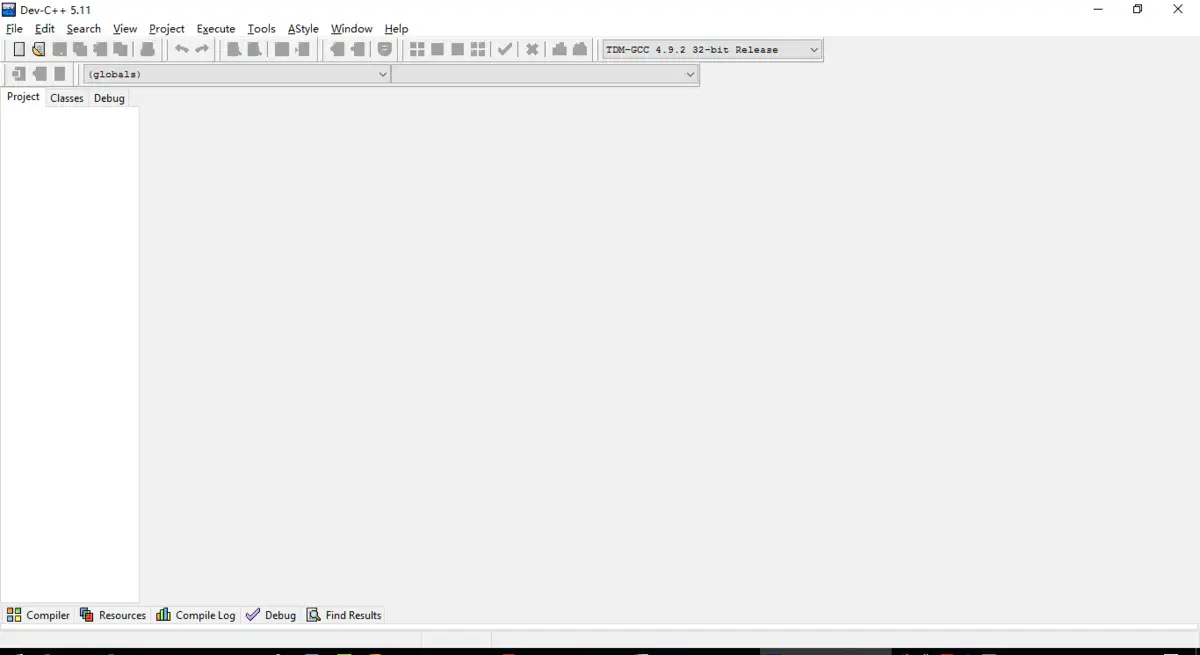 Dev-C++ 5.11
File Edit Search View Project Execute Tools AStyle Window Help
TDM-GCC 4.9.2 32-bit Release
(globals)
Project Classes Debug
Compiler Resources Compile Log Debug Find Results